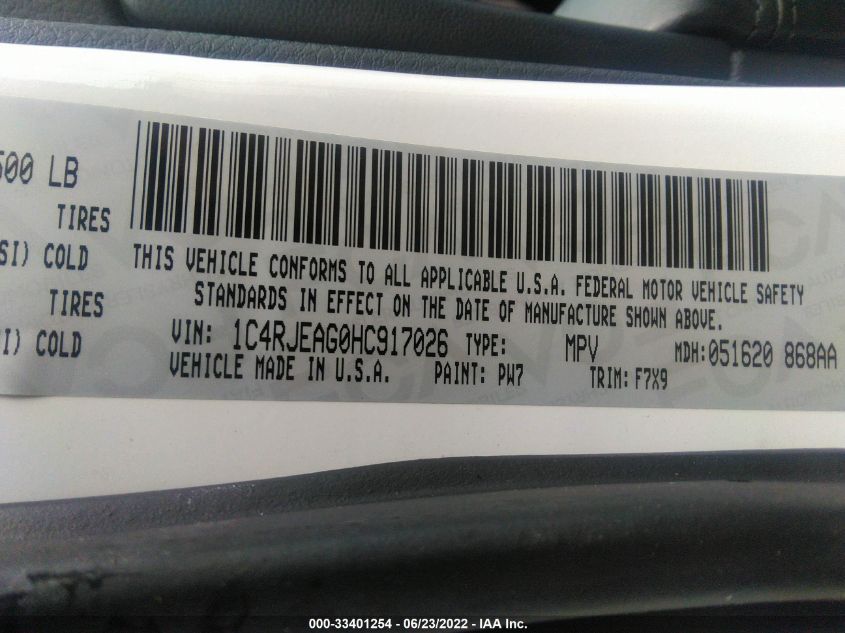 500 LB
TIRES
SI) COLD
TIRES
I) COLD
THIS VEHICLE CONFORMS TO ALL APPLICABLE U.S.A. FEDERAL MOTOR VEHICLE SAFETY
STANDARDS IN EFFECT ON THE DATE OF MANUFACTURE SHOWN ABOVE.
VIN: 1C4RJEAG0HC917026 TYPE: MPV MDH: 051620 868AA
VEHICLE MADE IN U.S.A. PAINT: PW7 TRIM: F7X9
000-33401254 - 06/23/2022 - IAA Inc.